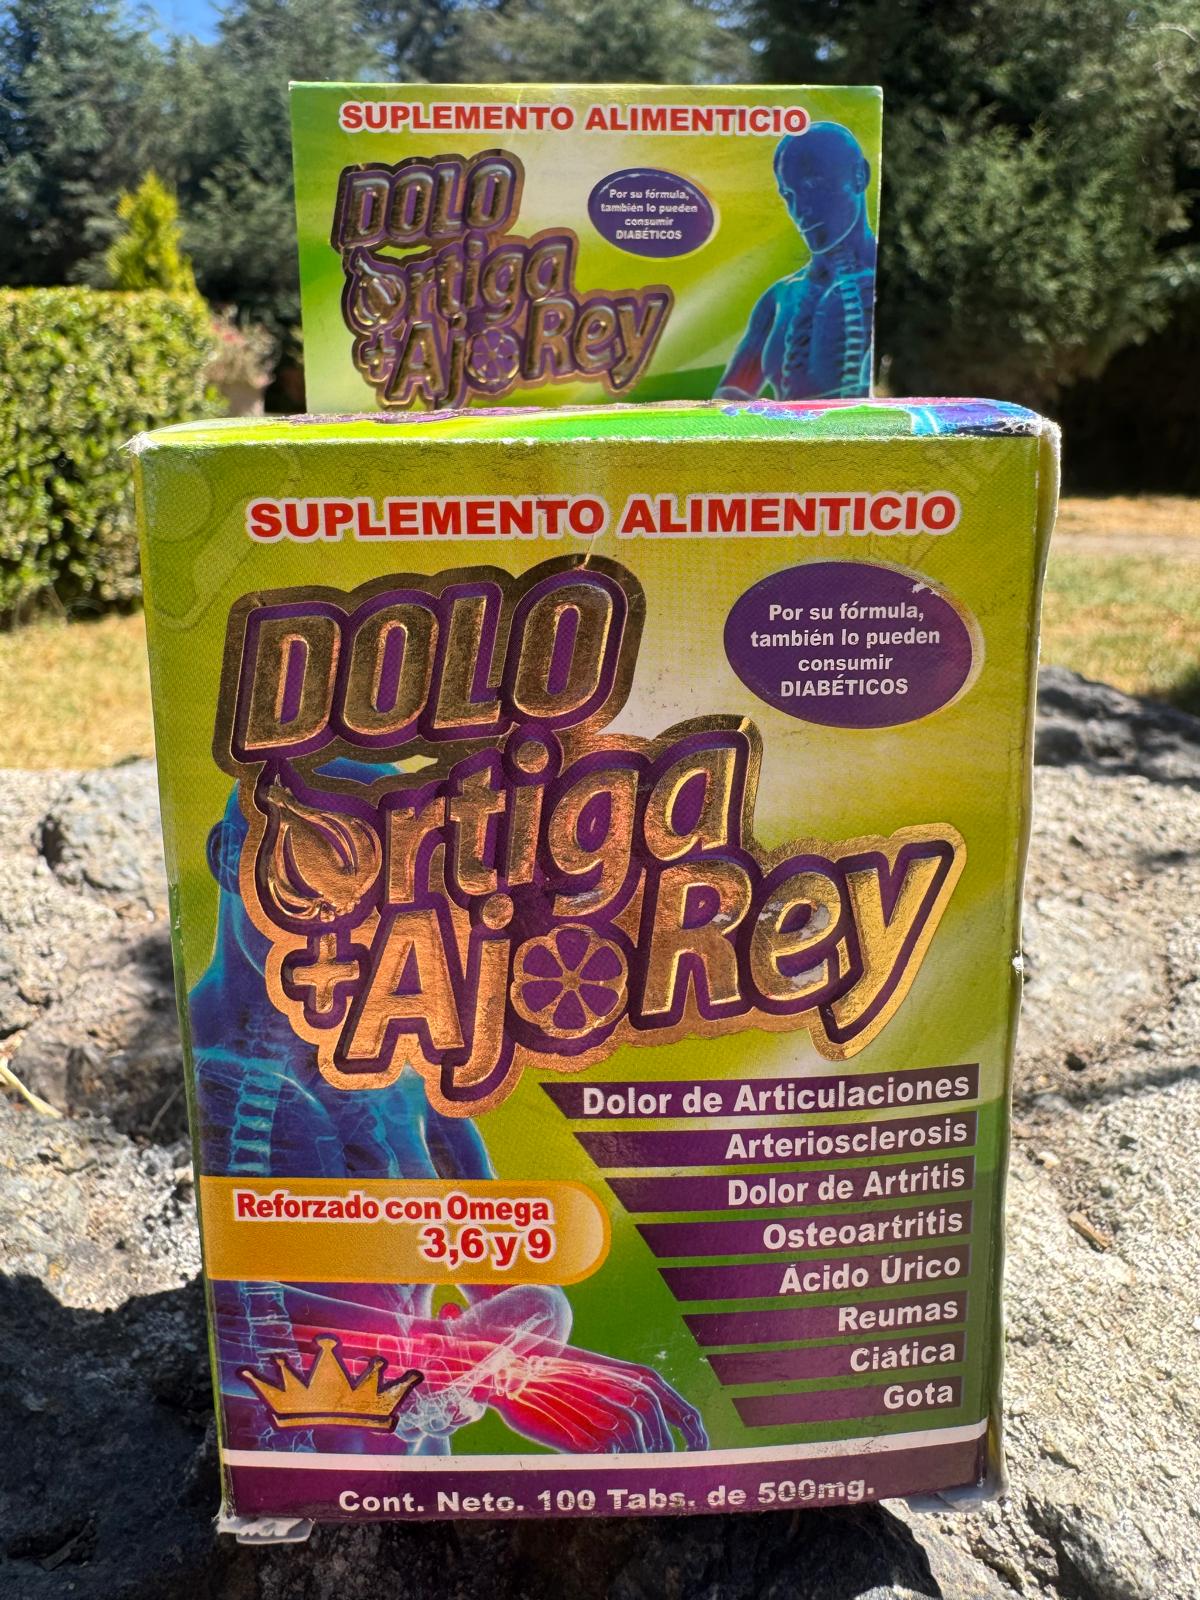 SUPLEMENTO ALIMENTICIO
DOLO
Ortiga
+Ajo Rey
Por su fórmula,
también lo pueden
consumir
DIABÉTICOS
SUPLEMENTO ALIMENTICIO
DOLO
Ortiga
+Ajo Rey
Por su fórmula,
también lo pueden
consumir
DIABÉTICOS
Dolor de Articulaciones
Arteriosclerosis
Dolor de Artritis
Osteoartritis
Ácido Úrico
Reumas
Ciática
Gota
Reforzado con Omega
3,6 y 9
Cont. Neto. 100 Tabs. de 500mg.